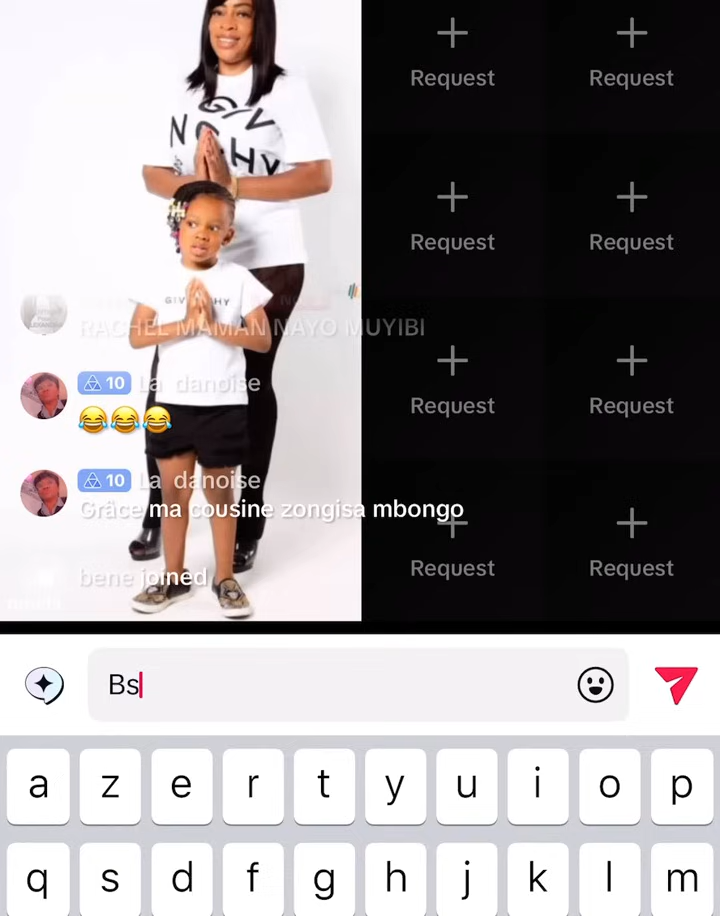 Request
Request
Request
Request
RACHEL MAMAN NAYO MUYIBI
10 La danoise
😂😂😂
Request
Request
10 La danoise
Grâce ma cousine zongisa mbongo
bene joined
Request
Request
Bs
a z e r t y u i o p
q s d f g h j k l m